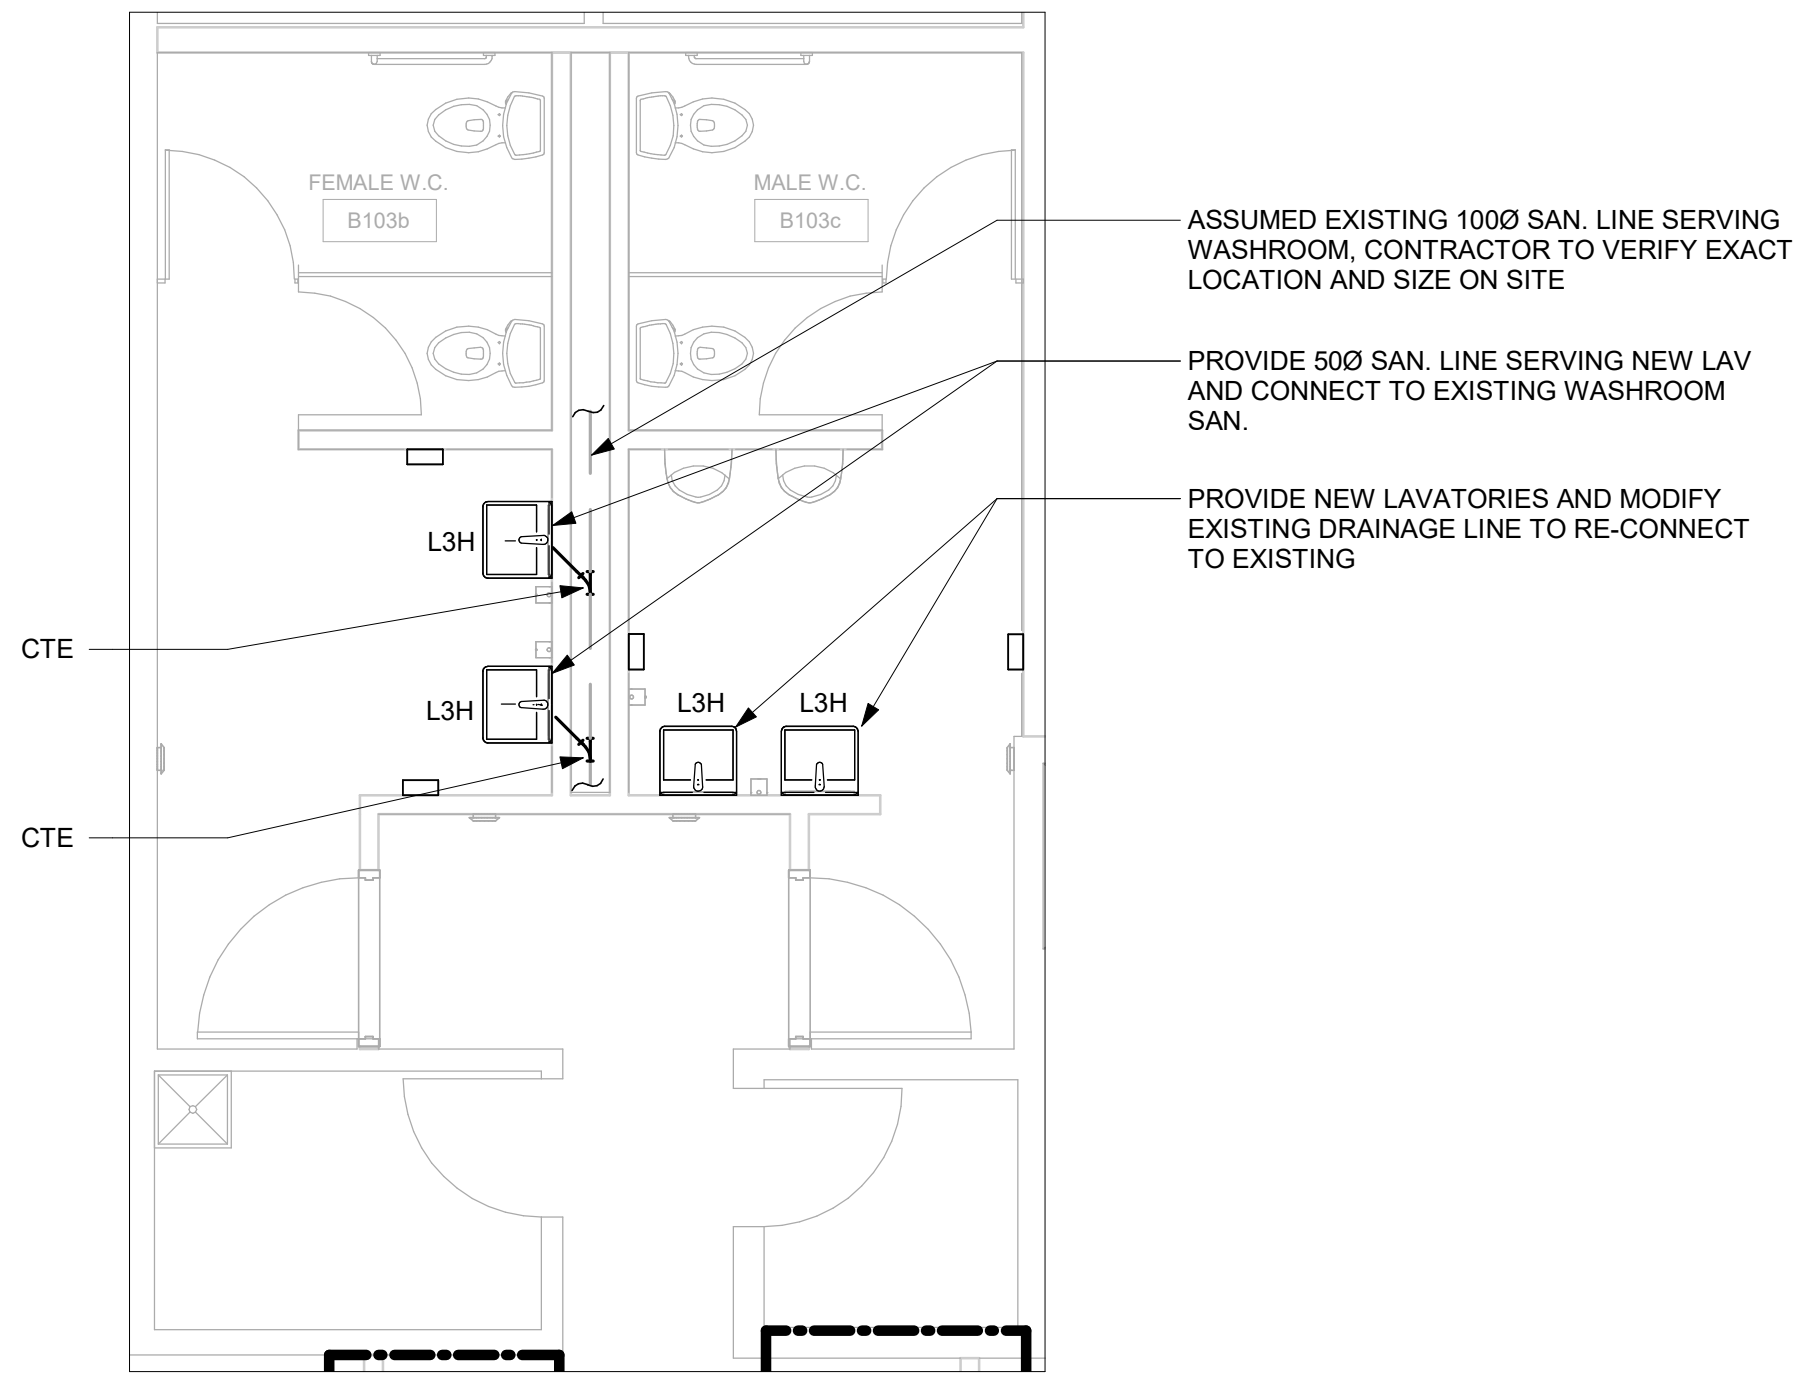 FEMALE W.C.
B103b
MALE W.C.
B103c
ASSUMED EXISTING 100Ø SAN. LINE SERVING
WASHROOM, CONTRACTOR TO VERIFY EXACT
LOCATION AND SIZE ON SITE
PROVIDE 50Ø SAN. LINE SERVING NEW LAV
AND CONNECT TO EXISTING WASHROOM
SAN.
PROVIDE NEW LAVATORIES AND MODIFY
EXISTING DRAINAGE LINE TO RE-CONNECT
TO EXISTING
L3H
CTE
L3H
L3H
L3H
CTE